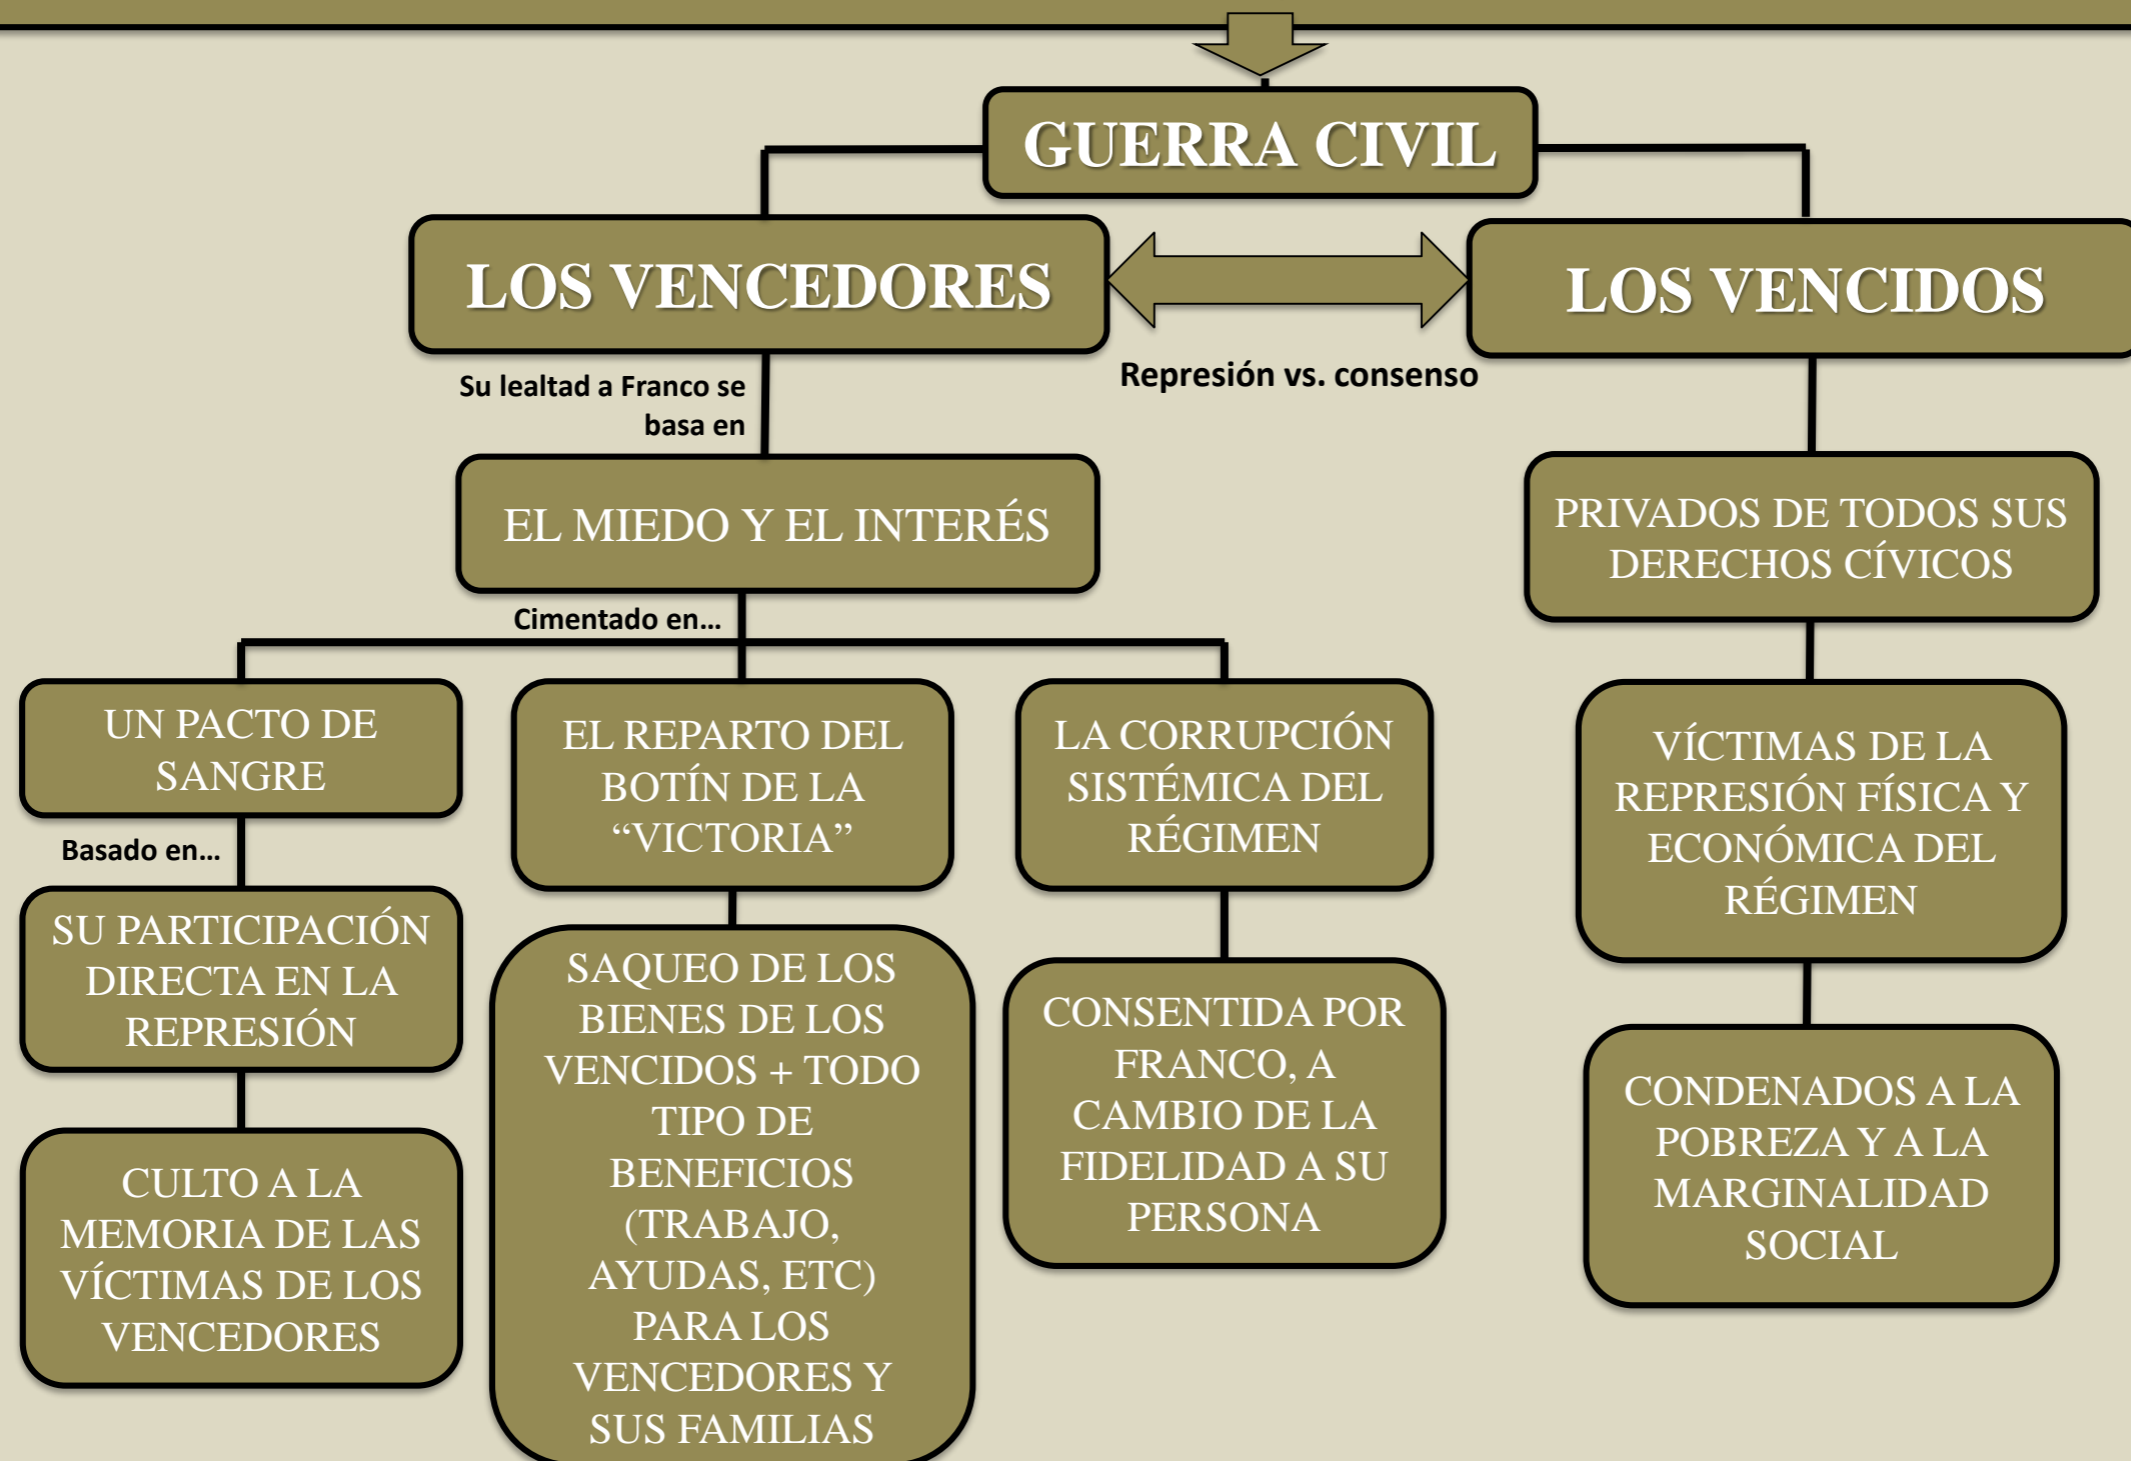 GUERRA CIVIL
LOS VENCEDORES
LOS VENCIDOS
Represión vs. consenso
Su lealtad a Franco se
basa en
EL MIEDO Y EL INTERÉS
Cimentado en…
UN PACTO DE
SANGRE
Basado en…
SU PARTICIPACIÓN
DIRECTA EN LA
REPRESIÓN
CULTO A LA
MEMORIA DE LAS
VÍCTIMAS DE LOS
VENCEDORES
EL REPARTO DEL
BOTÍN DE LA
“VICTORIA”
SAQUEO DE LOS
BIENES DE LOS
VENCIDOS + TODO
TIPO DE
BENEFICIOS
(TRABAJO,
AYUDAS, ETC)
PARA LOS
VENCEDORES Y
SUS FAMILIAS
LA CORRUPCIÓN
SISTÉMICA DEL
RÉGIMEN
CONSENTIDA POR
FRANCO, A
CAMBIO DE LA
FIDELIDAD A SU
PERSONA
PRIVADOS DE TODOS SUS
DERECHOS CÍVICOS
VÍCTIMAS DE LA
REPRESIÓN FÍSICA Y
ECONÓMICA DEL
RÉGIMEN
CONDENADOS A LA
POBREZA Y A LA
MARGINALIDAD
SOCIAL